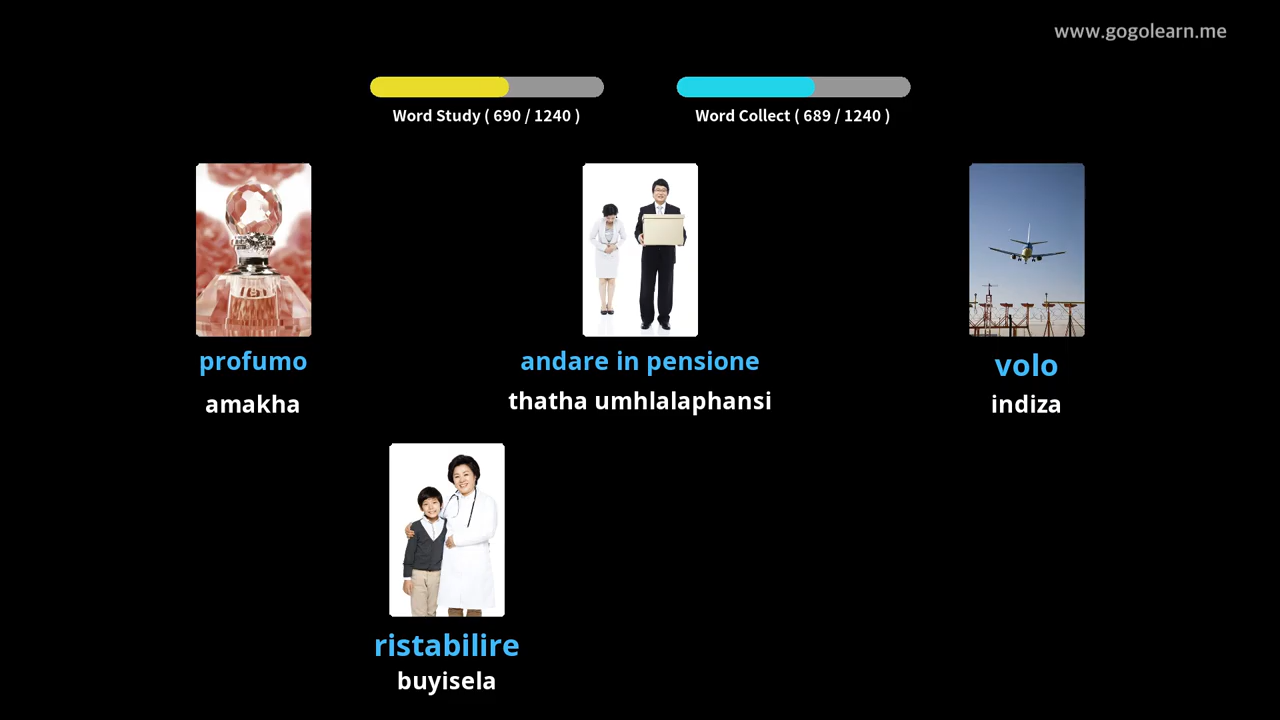 www.gogolearn.me
Word Study ( 690 / 1240 )
Word Collect ( 689 / 1240 )
profumo
amakha
andare in pensione
thatha umhlalaphansi
volo
indiza
ristabilire
buyisela